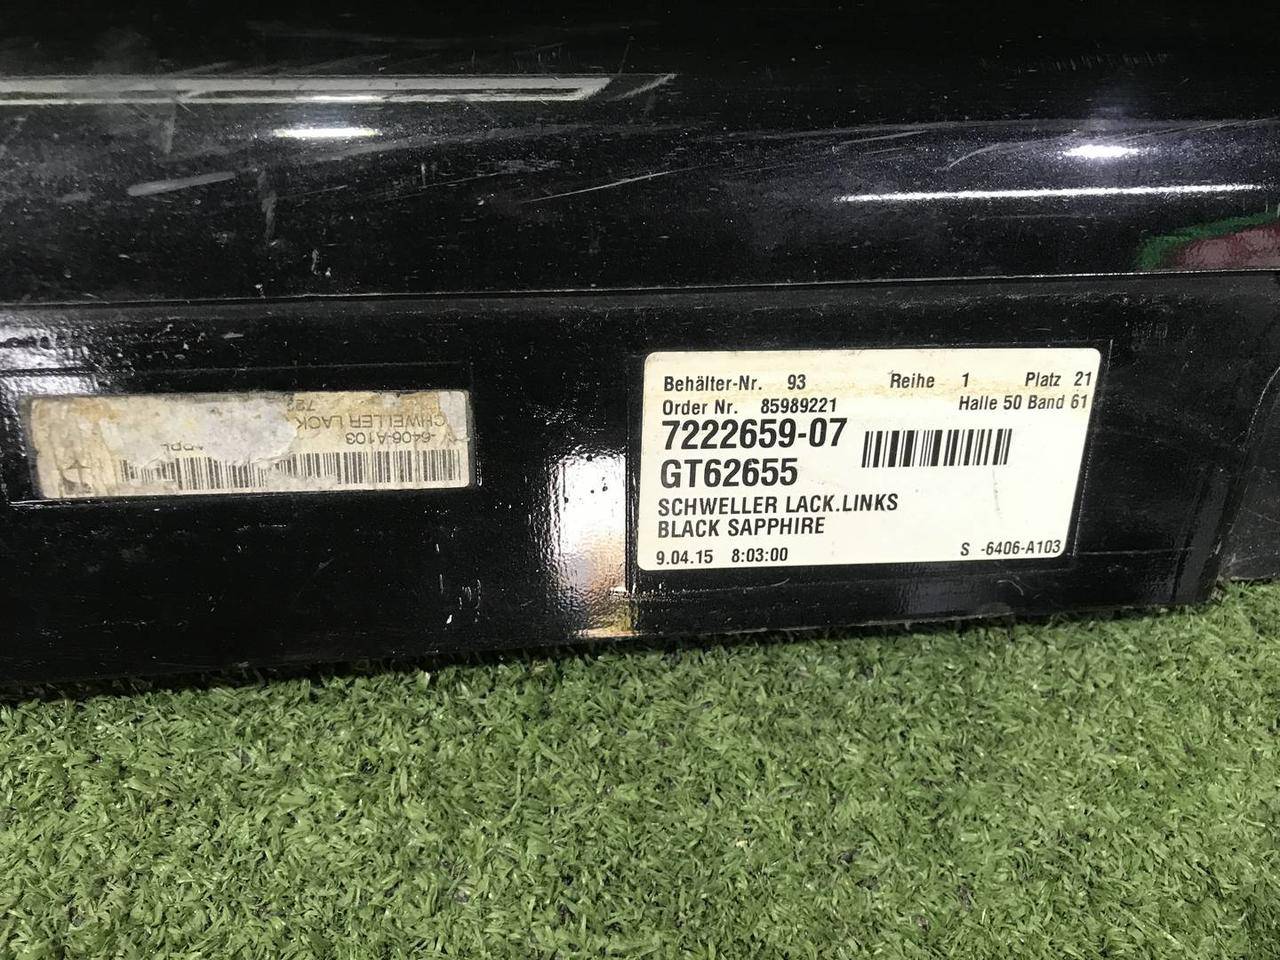 Behälter-Nr. 93 Reihe 1 Platz 21
Order Nr. 85989221 Halle 50 Band 61
7222659-07
GT62655
SCHWELLER LACK.LINKS
BLACK SAPPHIRE
9.04.15 8:03:00 S -6406-A103
-6406-A103
CHWELLER LACK